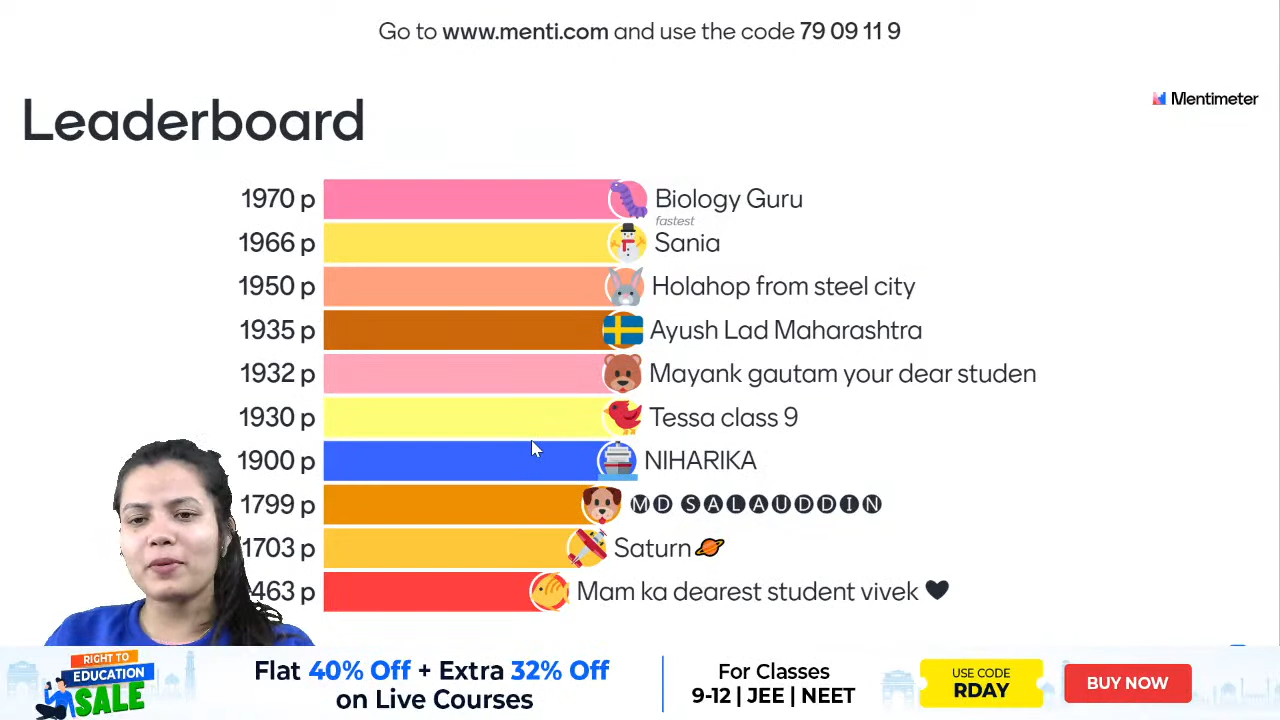 Go to www.menti.com and use the code 79 09 11 9
Leaderboard
Mentimeter
1970 p Biology Guru
fastest
1966 p Sania
1950 p Holahop from steel city
1935 p Ayush Lad Maharashtra
1932 p Mayank gautam your dear studen
1930 p Tessa class 9
1900 p NIHARIKA
1799 p 🅜🅓 🅢🅐🅛🅐🅤🅓🅓🅘🅝
1703 p Saturn🪐
463 p Mam ka dearest student vivek 🖤
RIGHT TO
EDUCATION
SALE
Flat 40% Off + Extra 32% Off
on Live Courses
For Classes
9-12 | JEE | NEET
USE CODE
RDAY
BUY NOW